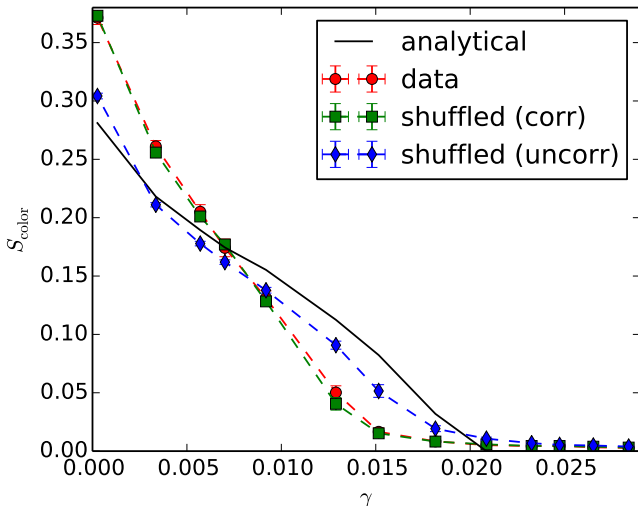 0.35
0.30
0.25
0.20
0.15
0.10
0.05
0.00
S_color
analytical
data
shuffled (corr)
shuffled (uncorr)
0.000 0.005 0.010 0.015 0.020 0.025
γ